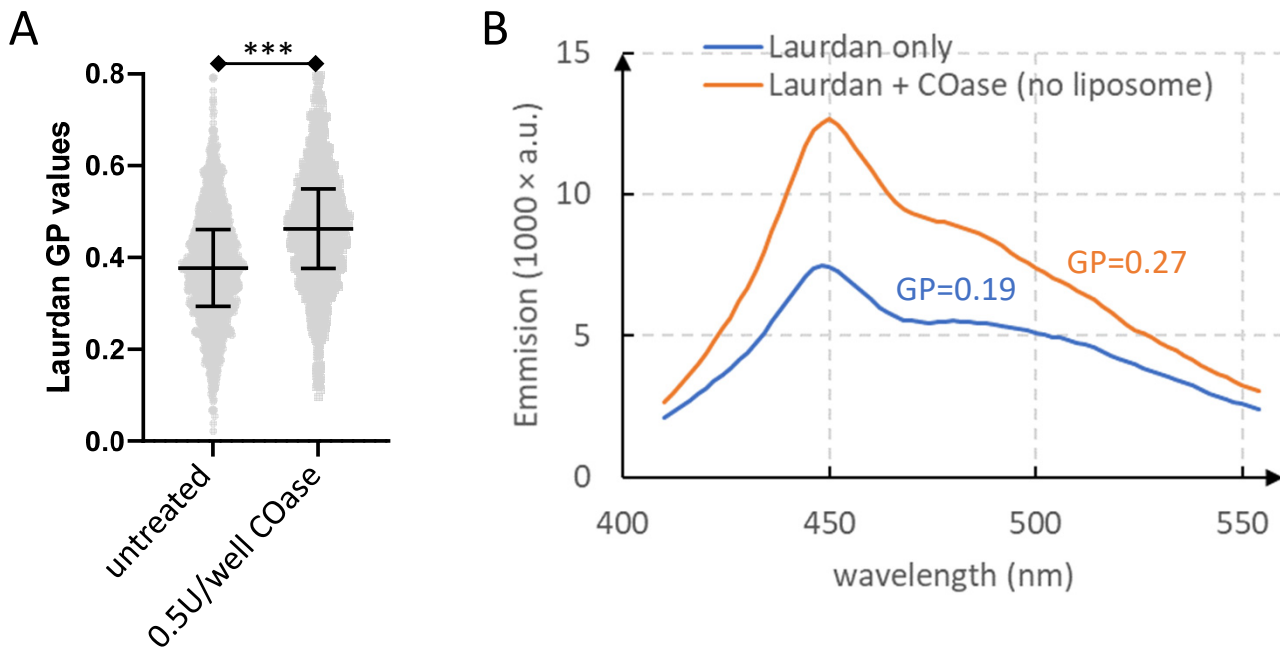 A
***
0.8
0.6
0.4
0.2
0.0
Laurdan GP values
untreated
0.5U/well COase
B
Laurdan only
Laurdan + COase (no liposome)
15
10
5
0
Emmision (1000 × a.u.)
GP=0.27
GP=0.19
400 450 500 550
wavelength (nm)